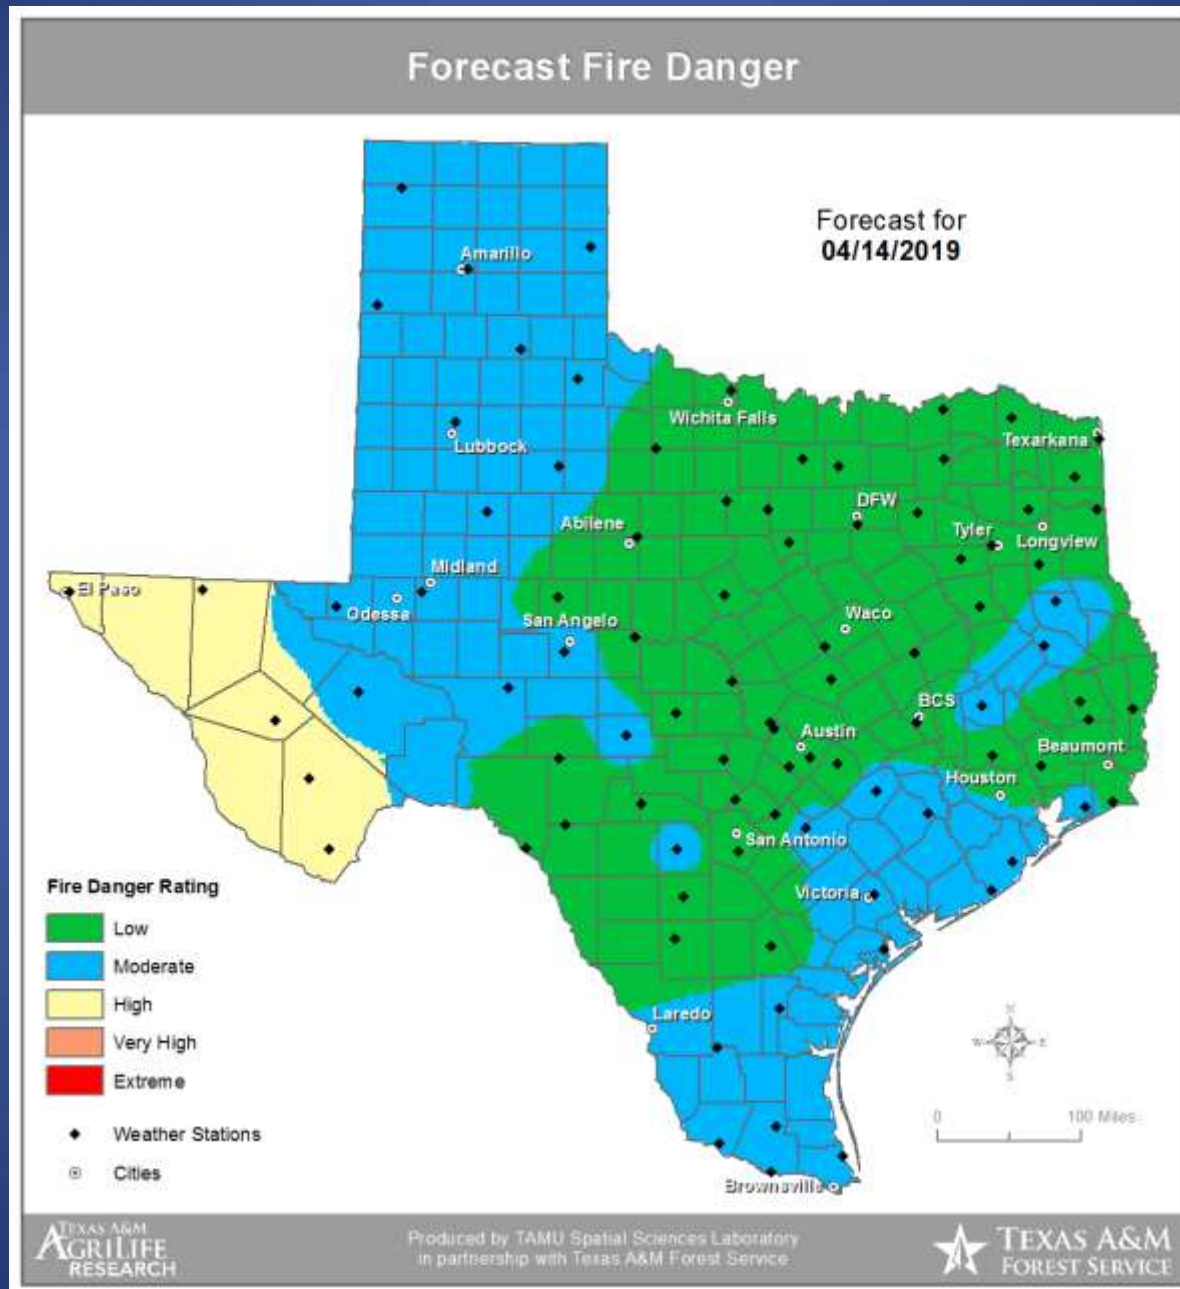 Forecast Fire Danger
Forecast for
04/14/2019
Amarillo
Wichita Falls
Texarkana
Lubbock
DFW
Abilene
Tyler
Longview
Midland
El Paso
Odessa
San Angelo
Waco
BCS
Austin
Beaumont
Houston
San Antonio
Victoria
Laredo
Brownsville
Fire Danger Rating
Low
Moderate
High
Very High
Extreme
Weather Stations
Cities
N
W E
S
0 100 Miles
TEXAS A&M
AGRILIFE
RESEARCH
Produced by TAMU Spatial Sciences Laboratory
in partnership with Texas A&M Forest Service
TEXAS A&M
FOREST SERVICE